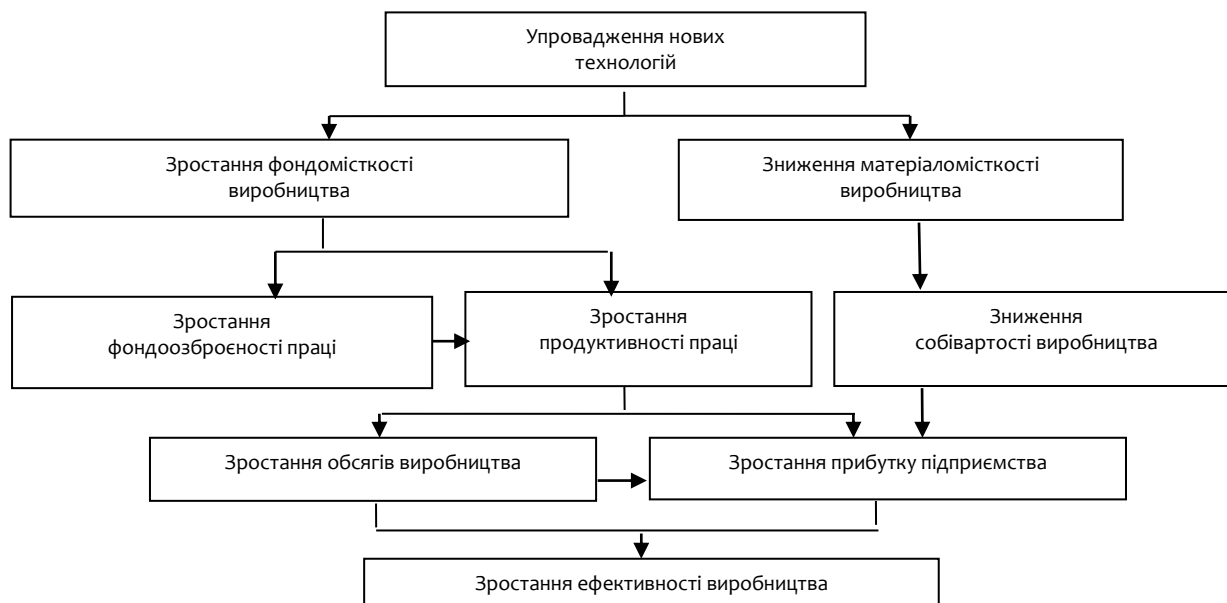 Упровадження нових
технологій
Зростання фондомісткості
виробництва
Зниження матеріаломісткості
виробництва
Зростання
фондоозброєності праці
Зростання
продуктивності праці
Зниження
собівартості виробництва
Зростання обсягів виробництва
Зростання прибутку підприємства
Зростання ефективності виробництва